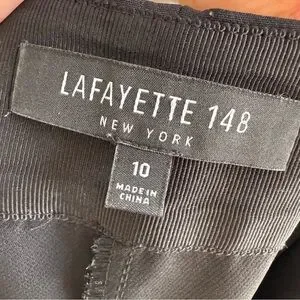 LAFAYETTE 148
NEW YORK
10
MADE IN
CHINA